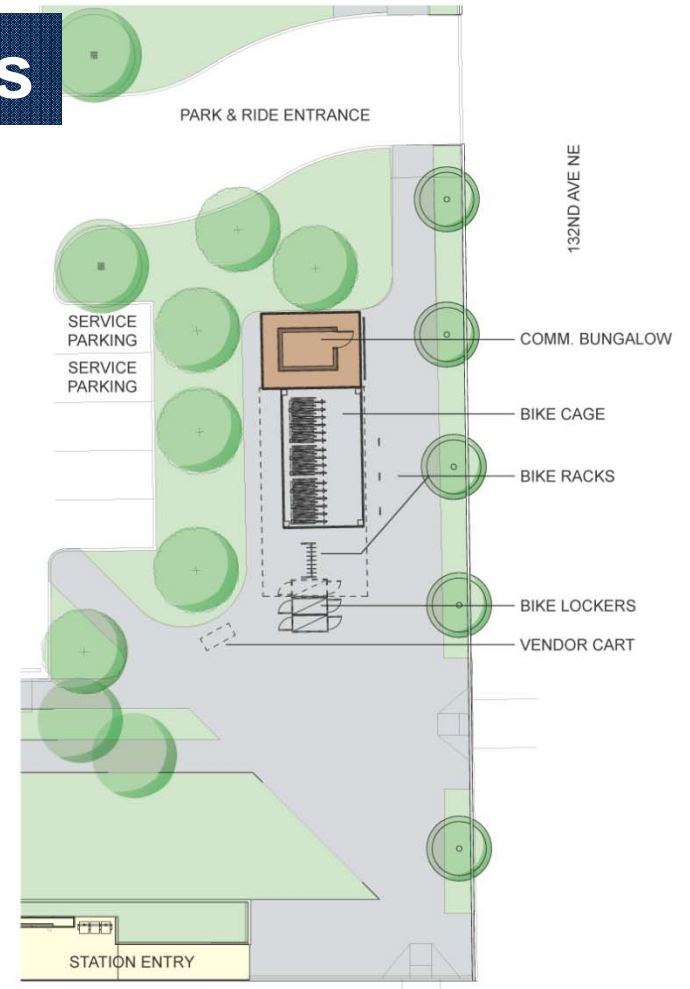 s
PARK & RIDE ENTRANCE
132ND AVE NE
SERVICE
PARKING
SERVICE
PARKING
COMM. BUNGALOW
BIKE CAGE
BIKE RACKS
BIKE LOCKERS
VENDOR CART
STATION ENTRY